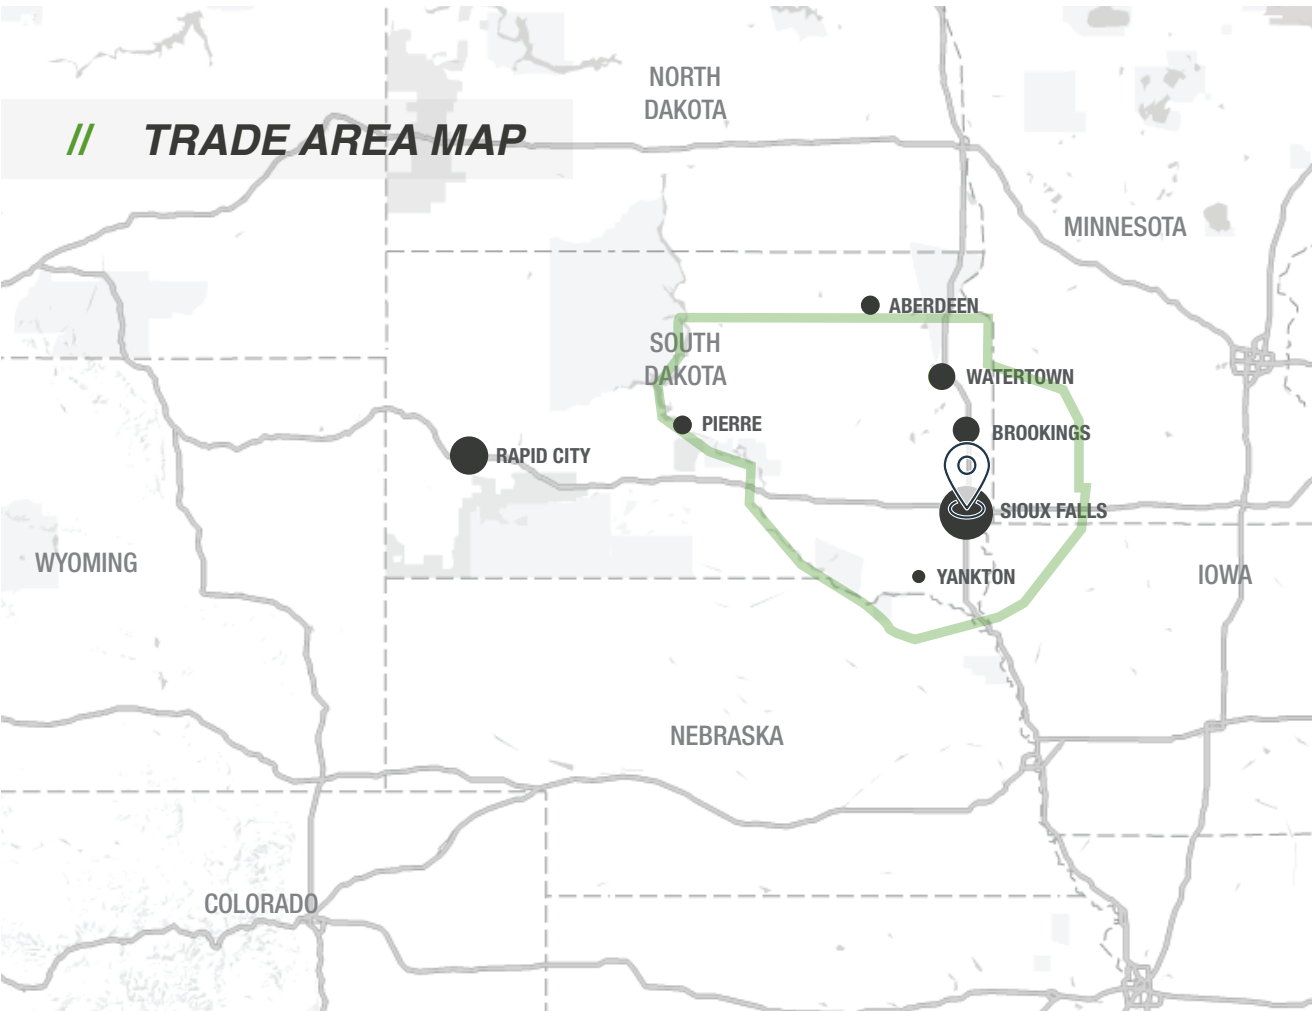 NORTH
DAKOTA
// TRADE AREA MAP
MINNESOTA
ABERDEEN
SOUTH
DAKOTA
WATERTOWN
PIERRE
BROOKINGS
RAPID CITY
SIOUX FALLS
WYOMING
YANKTON
IOWA
NEBRASKA
COLORADO